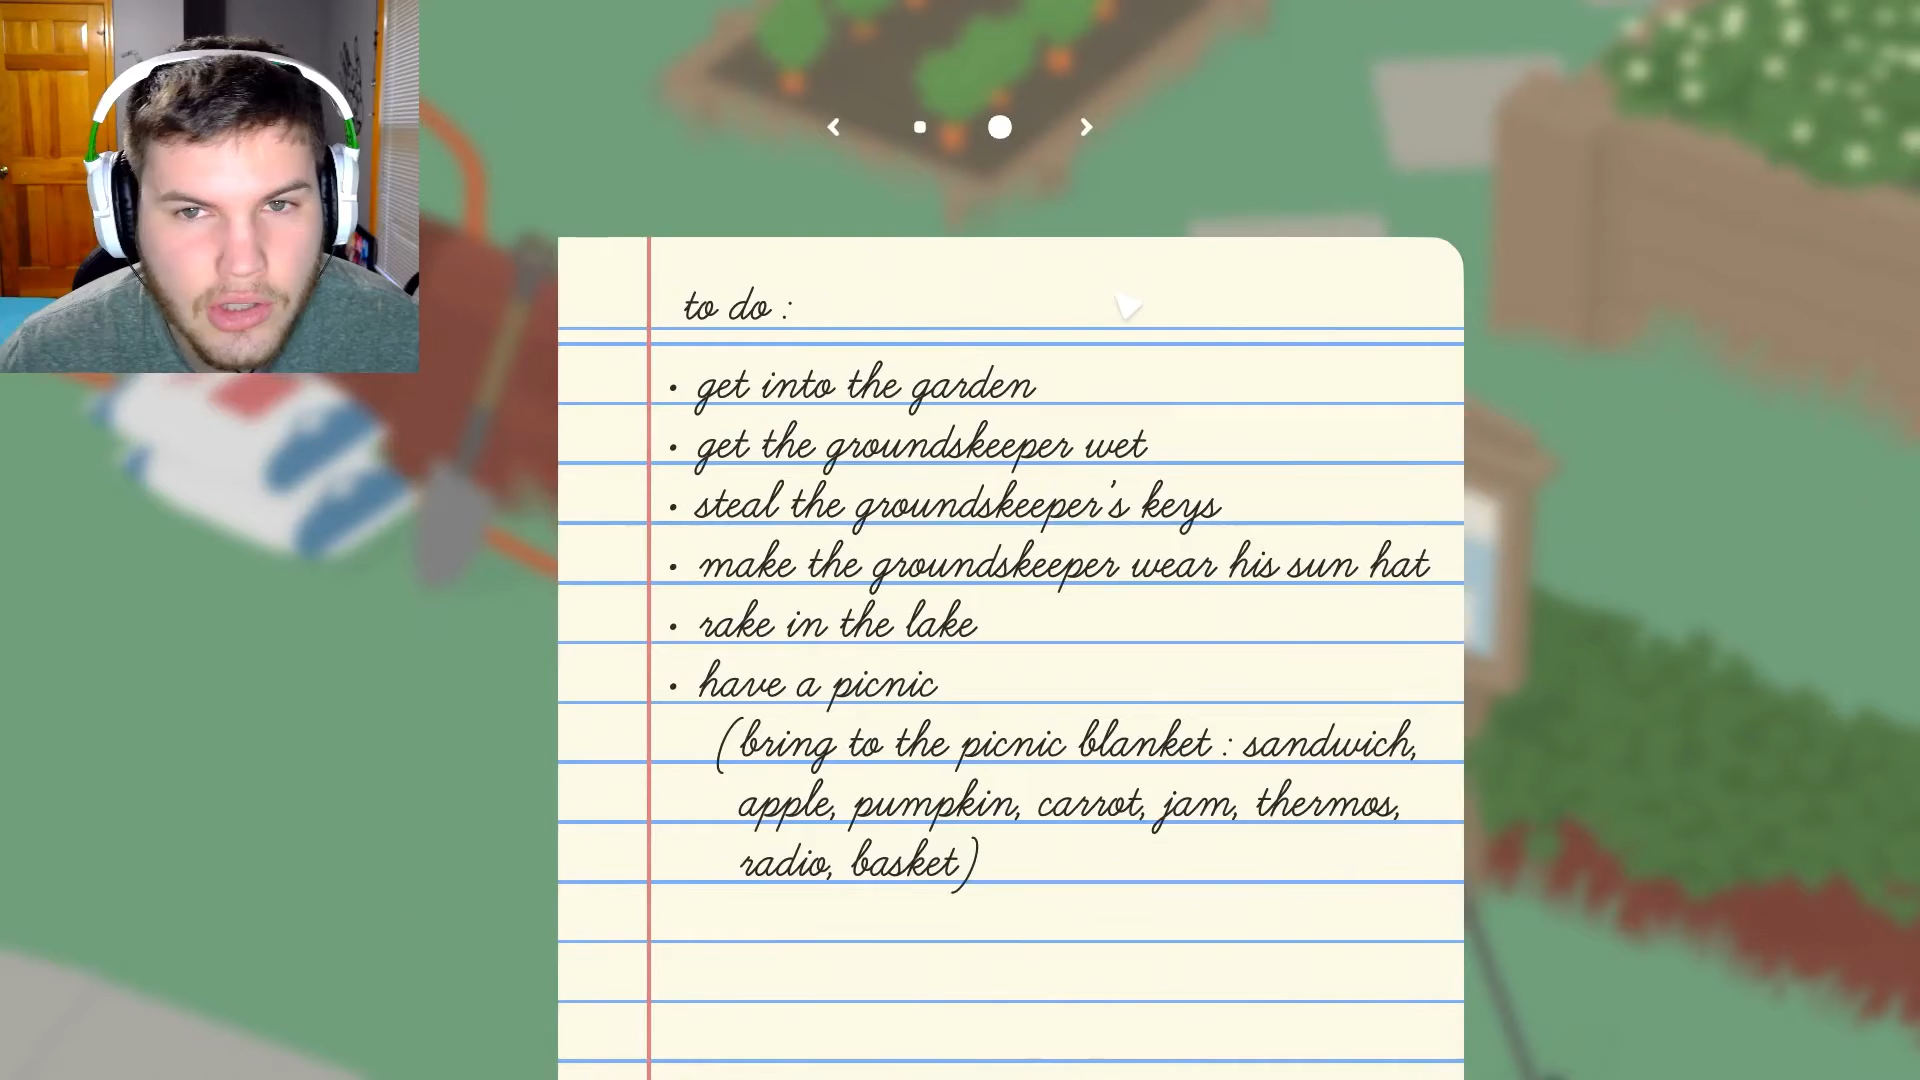 to do :
• get into the garden
• get the groundskeeper wet
• steal the groundskeeper's keys
• make the groundskeeper wear his sun hat
• rake in the lake
• have a picnic
(bring to the picnic blanket : sandwich,
apple, pumpkin, carrot, jam, thermos,
radio, basket)